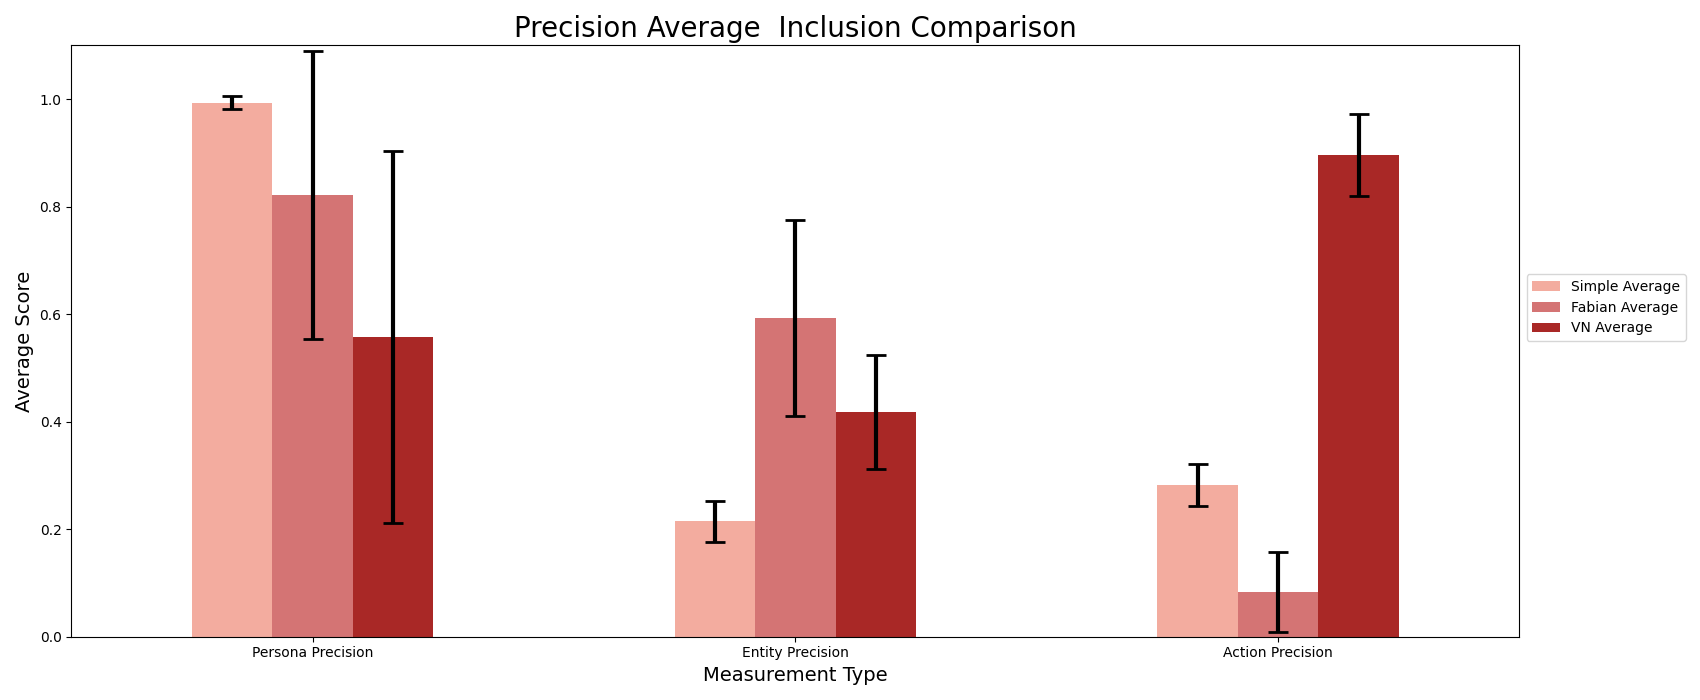 Precision Average  Inclusion Comparison
Average Score
1.0
0.8
0.6
0.4
0.2
0.0
Persona Precision
Entity Precision
Action Precision
Measurement Type
Simple Average
Fabian Average
VN Average